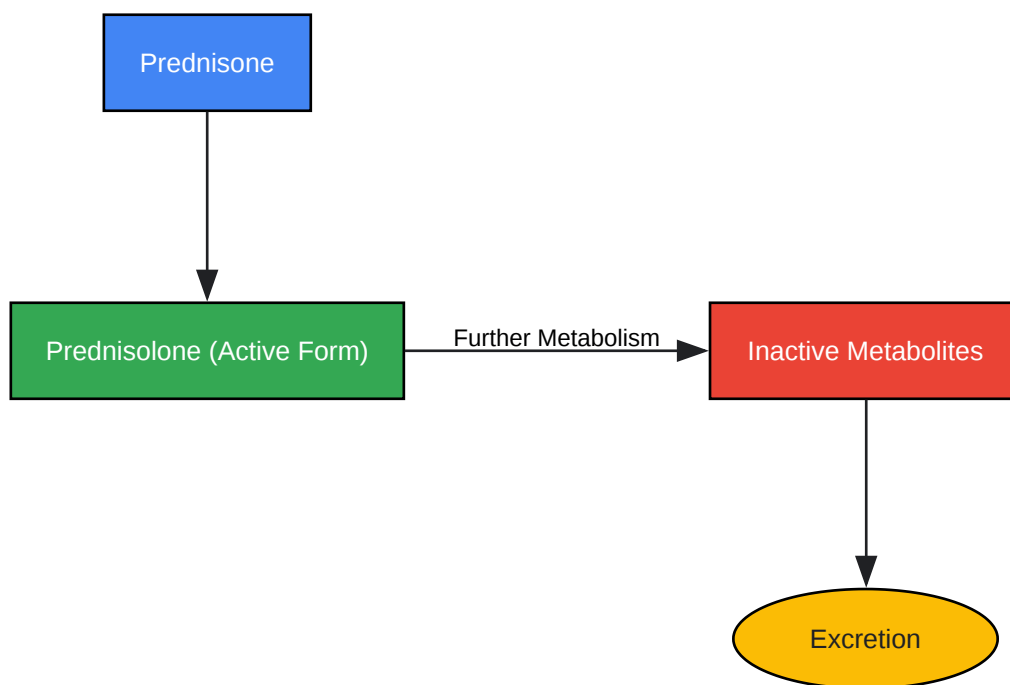 Prednisone
Prednisolone (Active Form)
Further Metabolism
Inactive Metabolites
Excretion